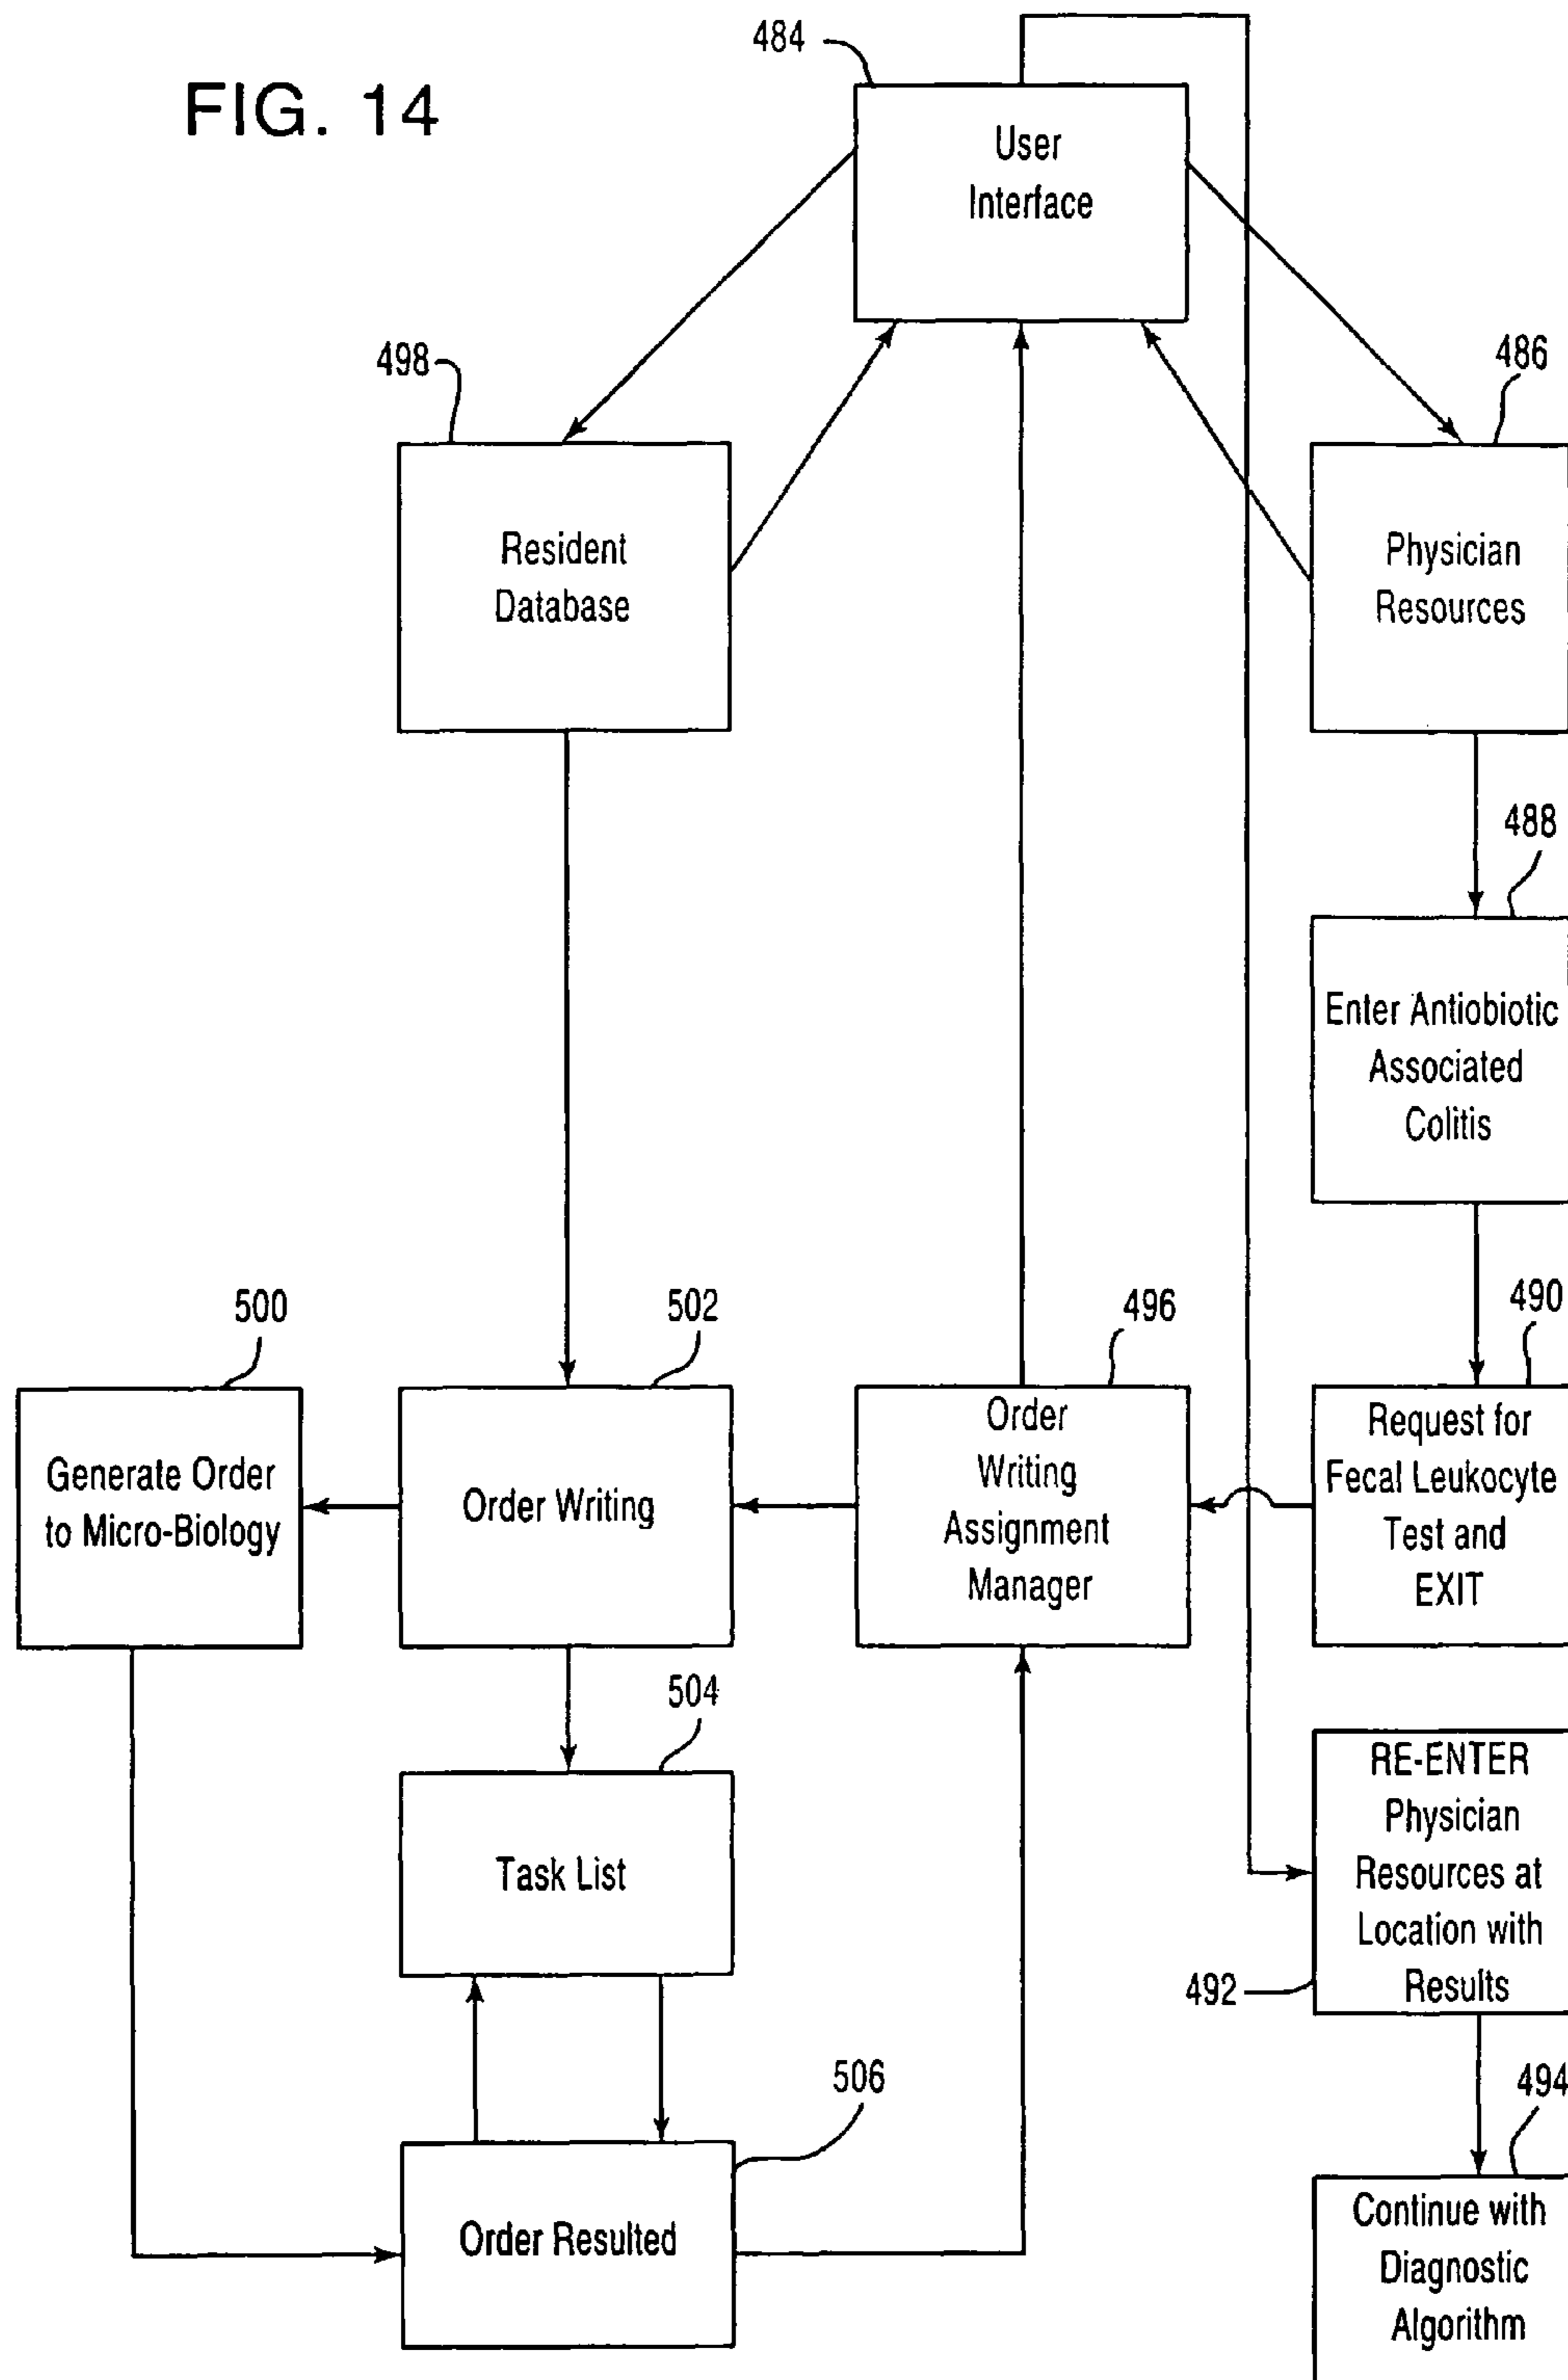 FIG. 14
484
User
Interface
498
Resident
Database
486
Physician
Resources
488
Enter Antiobiotic
Associated
Colitis
500
Generate Order
to Micro-Biology
502
Order Writing
496
Order
Writing
Assignment
Manager
490
Request for
Fecal Leukocyte
Test and
EXIT
504
Task List
RE-ENTER
Physician
Resources at
Location with
Results
492
506
Order Resulted
494
Continue with
Diagnostic
Algorithm